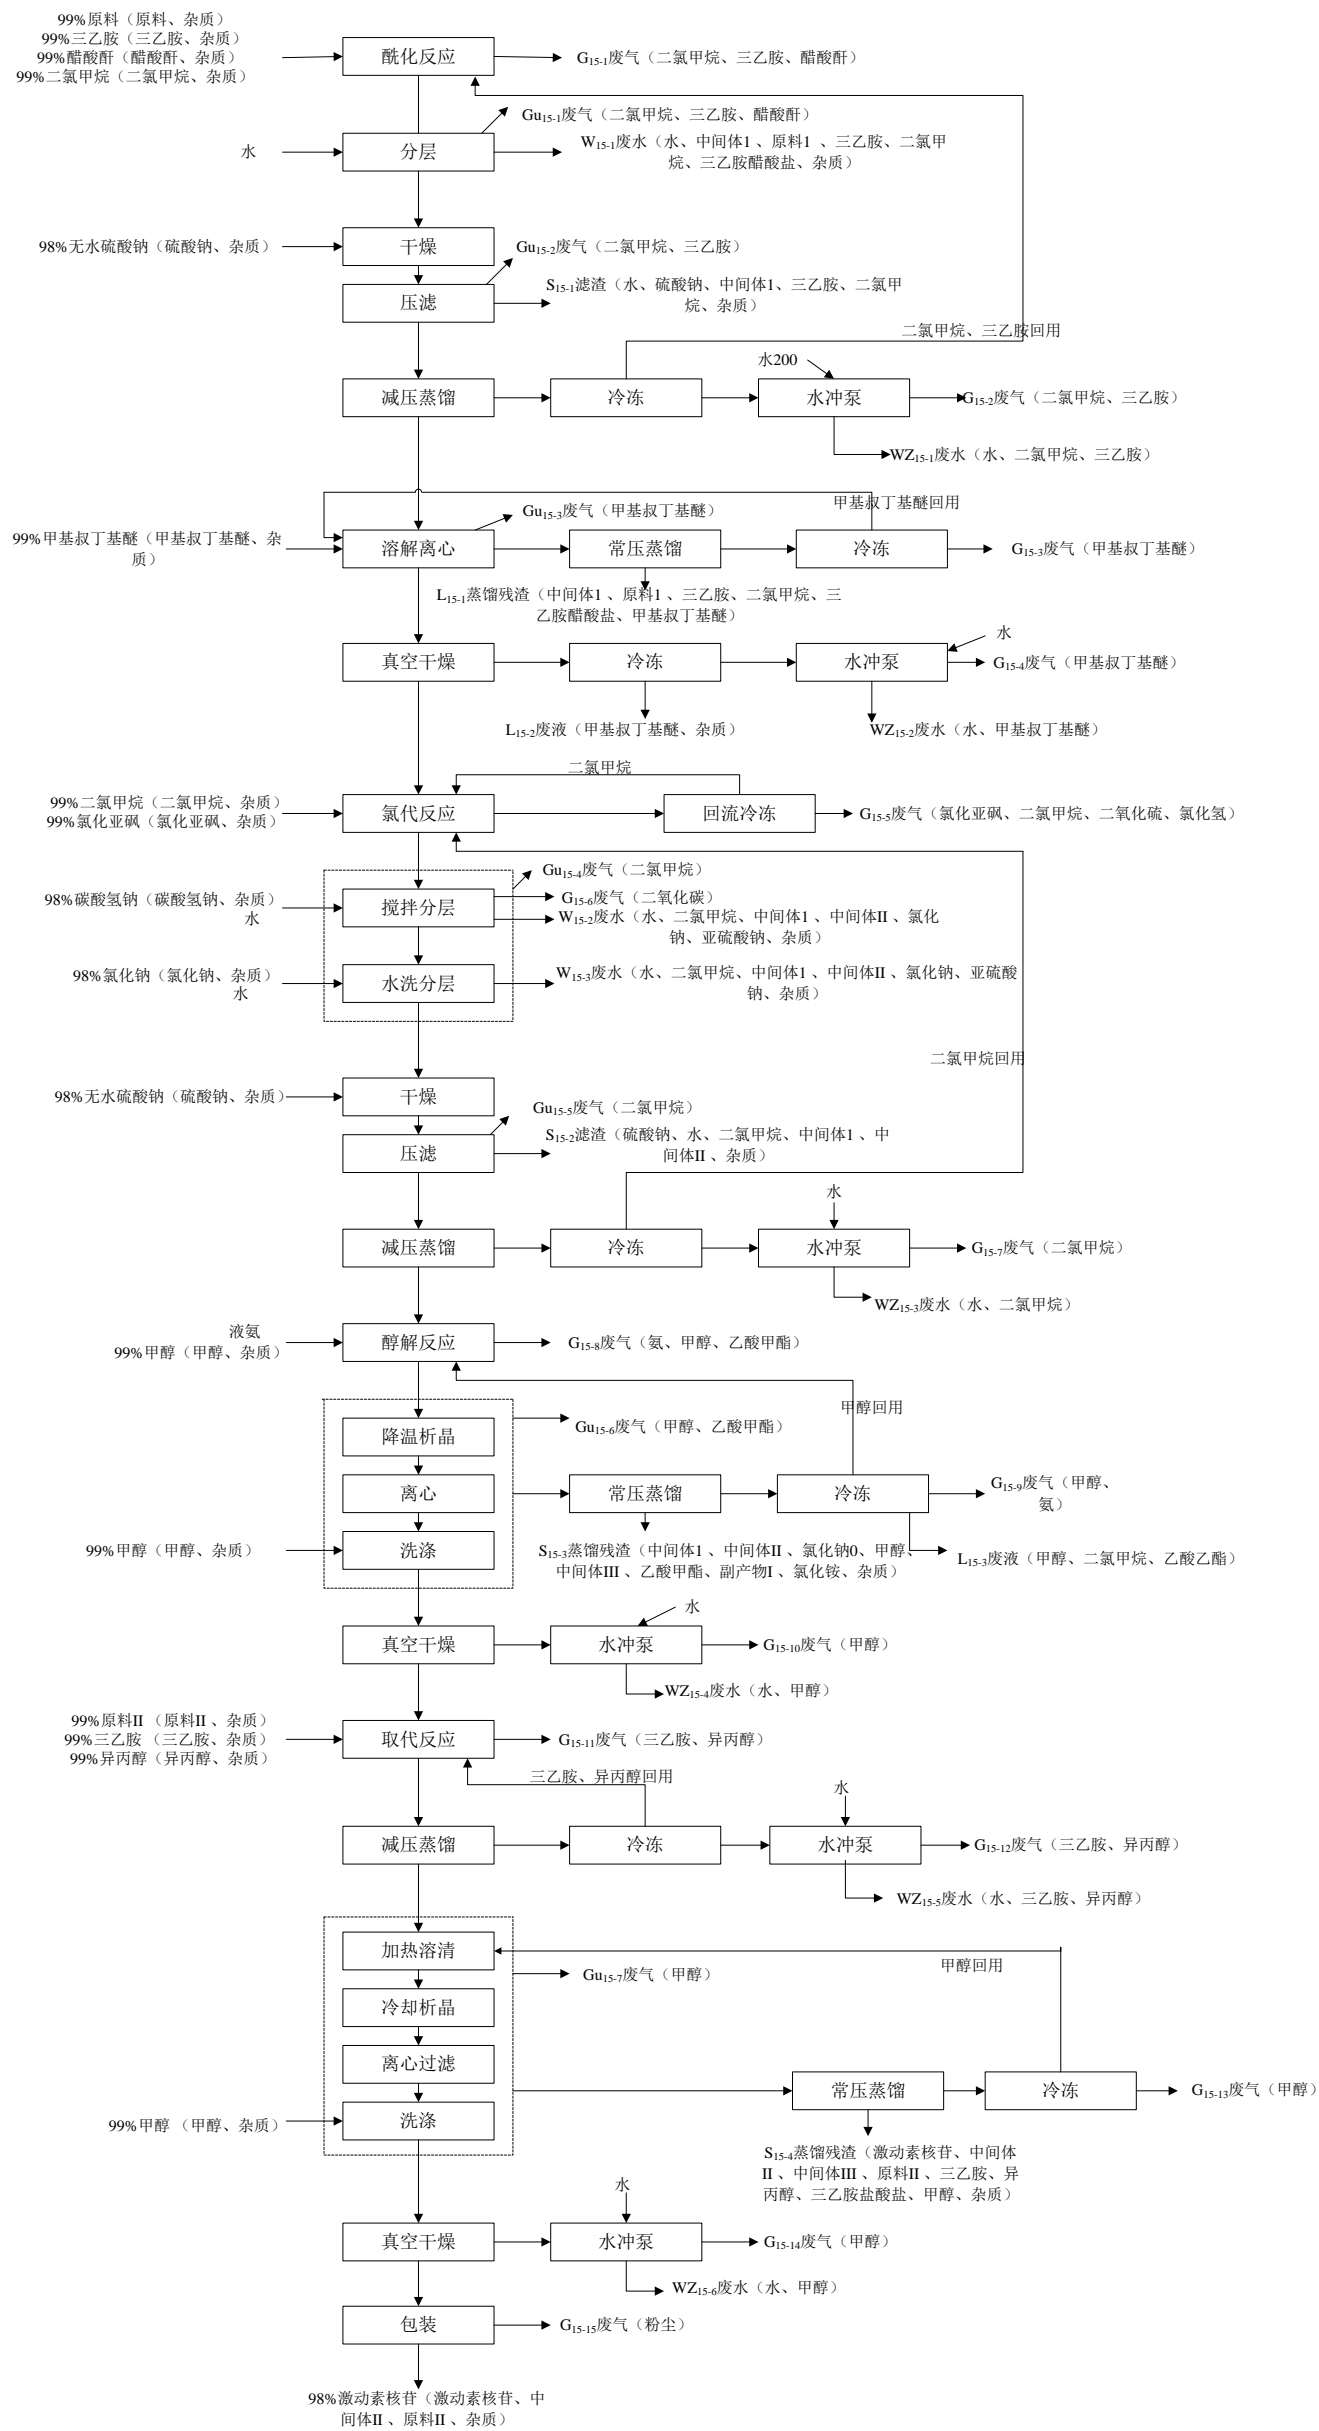 99%原料（原料、杂质）
99%三乙胺（三乙胺、杂质）
99%醋酸酐（醋酸酐、杂质）
99%二氯甲烷（二氯甲烷、杂质）
酰化反应
G15-1废气（二氯甲烷、三乙胺、醋酸酐）
Gu15-1废气（二氯甲烷、三乙胺、醋酸酐）
水
分层
W15-1废水（水、中间体1 、原料1 、三乙胺、二氯甲
烷、三乙胺醋酸盐、杂质）
98%无水硫酸钠（硫酸钠、杂质）
干燥
Gu15-2废气（二氯甲烷、三乙胺）
压滤
S15-1滤渣（水、硫酸钠、中间体1、三乙胺、二氯甲
烷、杂质）
二氯甲烷、三乙胺回用
水200
减压蒸馏
冷冻
水冲泵
G15-2废气（二氯甲烷、三乙胺）
WZ15-1废水（水、二氯甲烷、三乙胺）
甲基叔丁基醚回用
Gu15-3废气（甲基叔丁基醚）
99%甲基叔丁基醚（甲基叔丁基醚、杂
质）
溶解离心
常压蒸馏
冷冻
G15-3废气（甲基叔丁基醚）
L15-1蒸馏残渣（中间体1 、原料1 、三乙胺、二氯甲烷、三
乙胺醋酸盐、甲基叔丁基醚）
水
真空干燥
冷冻
水冲泵
G15-4废气（甲基叔丁基醚）
L15-2废液（甲基叔丁基醚、杂质）
WZ15-2废水（水、甲基叔丁基醚）
二氯甲烷
99%二氯甲烷（二氯甲烷、杂质）
99%氯化亚砜（氯化亚砜、杂质）
氯代反应
回流冷冻
G15-5废气（氯化亚砜、二氯甲烷、二氧化硫、氯化氢）
Gu15-4废气（二氯甲烷）
98%碳酸氢钠（碳酸氢钠、杂质）
水
搅拌分层
G15-6废气（二氧化碳）
W15-2废水（水、二氯甲烷、中间体1 、中间体II 、氯化
钠、亚硫酸钠、杂质）
98%氯化钠（氯化钠、杂质）
水
水洗分层
W15-3废水（水、二氯甲烷、中间体1 、中间体II 、氯化钠、亚硫酸
钠、杂质）
二氯甲烷回用
98%无水硫酸钠（硫酸钠、杂质）
干燥
Gu15-5废气（二氯甲烷）
压滤
S15-2滤渣（硫酸钠、水、二氯甲烷、中间体1 、中
间体II 、杂质）
水
减压蒸馏
冷冻
水冲泵
G15-7废气（二氯甲烷）
WZ15-3废水（水、二氯甲烷）
液氨
99%甲醇（甲醇、杂质）
醇解反应
G15-8废气（氨、甲醇、乙酸甲酯）
甲醇回用
Gu15-6废气（甲醇、乙酸甲酯）
降温析晶
离心
常压蒸馏
冷冻
G15-9废气（甲醇、
氨）
99%甲醇（甲醇、杂质）
洗涤
S15-3蒸馏残渣（中间体1 、中间体II 、氯化钠0、甲醇、
中间体III 、乙酸甲酯、副产物I 、氯化铵、杂质）
L15-3废液（甲醇、二氯甲烷、乙酸乙酯）
水
真空干燥
水冲泵
G15-10废气（甲醇）
WZ15-4废水（水、甲醇）
99%原料II （原料II 、杂质）
99%三乙胺 （三乙胺、杂质）
99%异丙醇（异丙醇、杂质）
取代反应
G15-11废气（三乙胺、异丙醇）
三乙胺、异丙醇回用
水
减压蒸馏
冷冻
水冲泵
G15-12废气（三乙胺、异丙醇）
WZ15-5废水（水、三乙胺、异丙醇）
加热溶清
甲醇回用
Gu15-7废气（甲醇）
冷却析晶
离心过滤
常压蒸馏
冷冻
G15-13废气（甲醇）
99%甲醇 （甲醇、杂质）
洗涤
S15-4蒸馏残渣（激动素核苷、中间体
II 、中间体III 、原料II 、三乙胺、异
丙醇、三乙胺盐酸盐、甲醇、杂质）
水
真空干燥
水冲泵
G15-14废气（甲醇）
WZ15-6废水（水、甲醇）
包装
G15-15废气（粉尘）
98%激动素核苷（激动素核苷、中
间体II 、原料II 、杂质）